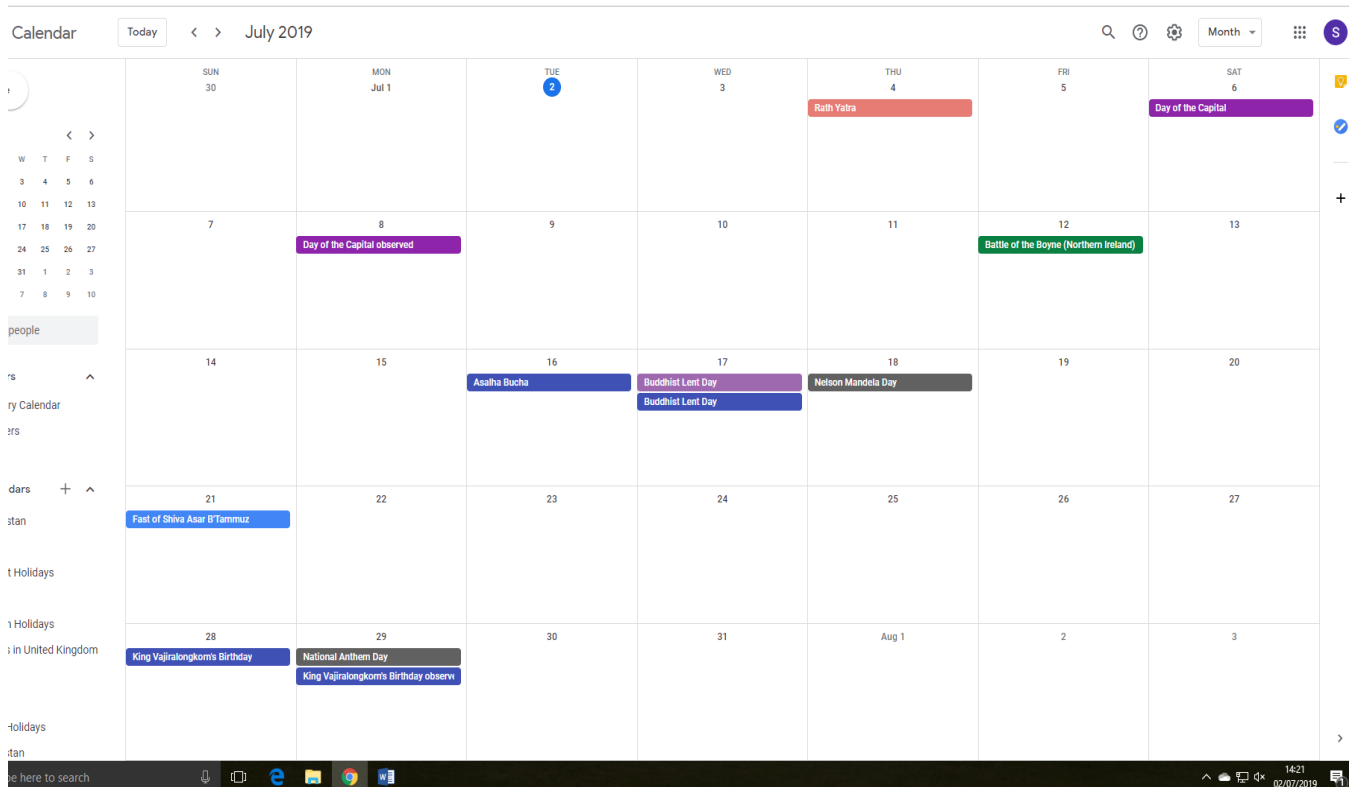 Calendar Today July 2019 Month S
SUN MON TUE WED THU FRI SAT
30 Jul 1 2 3 4 5 6
Rath Yatra Day of the Capital
W T F S
3 4 5 6
10 11 12 13
17 18 19 20
24 25 26 27
31 1 2 3
7 8 9 10
people
rs
ry Calendar
ers
dars
stan
t Holidays
n Holidays
s in United Kingdom
Holidays
stan
7 8 9 10 11 12 13
Day of the Capital observed Battle of the Boyne (Northern Ireland)
14 15 16 17 18 19 20
Asalha Bucha Buddhist Lent Day Nelson Mandela Day
Buddhist Lent Day
21 22 23 24 25 26 27
Fast of Shiva Asar B'Tammuz
28 29 30 31 Aug 1 2 3
King Vajiralongkorn's Birthday National Anthem Day
King Vajiralongkorn's Birthday observe
pe here to search 14:21
02/07/2019 1